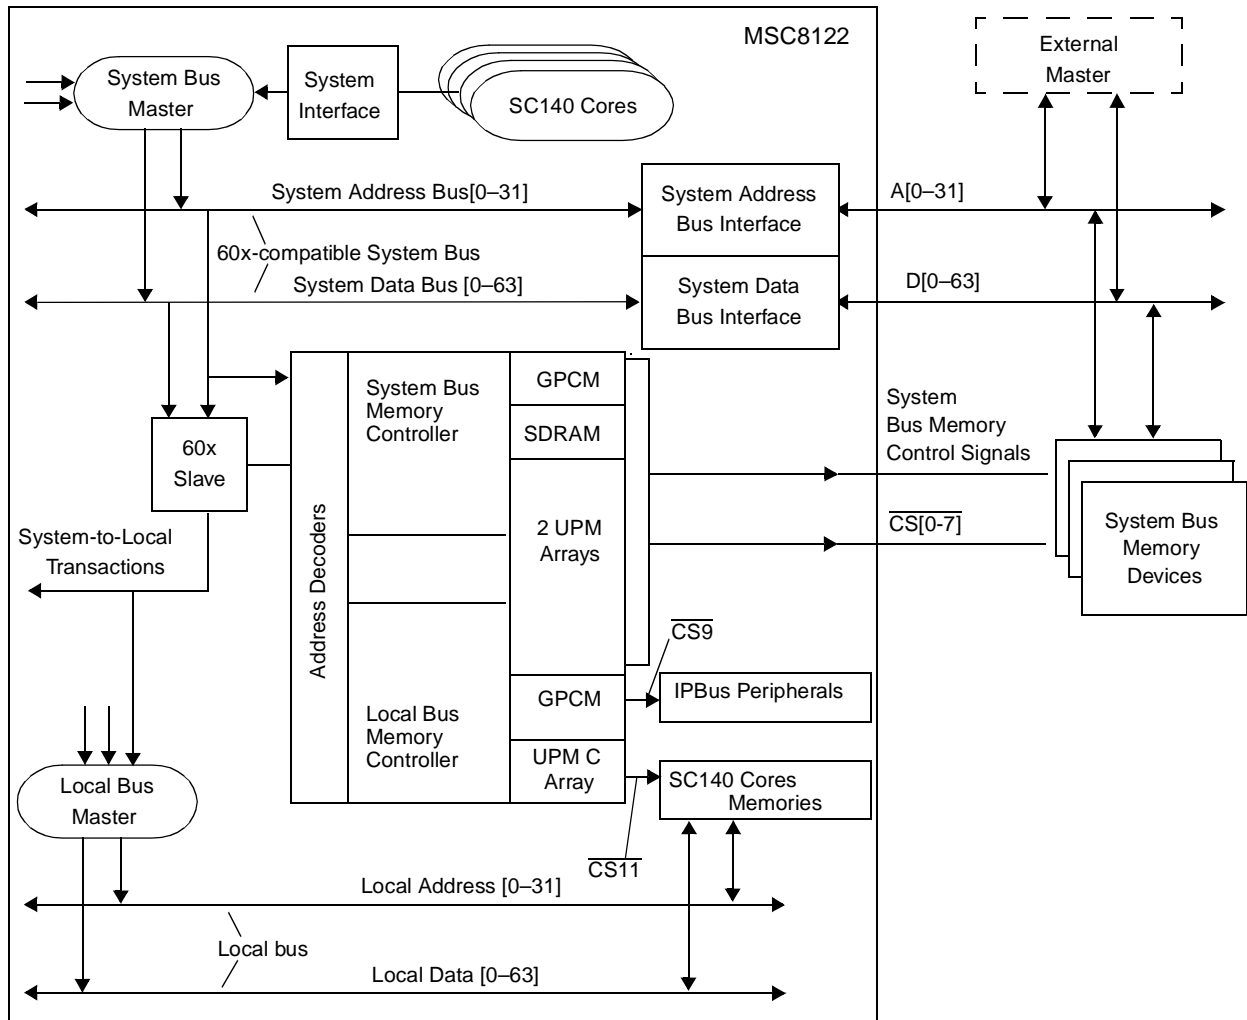 MSC8122
External
Master
System Bus
Master
System
Interface
SC140 Cores
System Address Bus[0–31]
System Address
Bus Interface
A[0–31]
60x-compatible System Bus
System Data Bus [0–63]
System Data
Bus Interface
D[0–63]
Address Decoders
System Bus
Memory
Controller
GPCM
SDRAM
2 UPM
Arrays
System
Bus Memory
Control Signals
CS[0-7]
System Bus
Memory
Devices
60x
Slave
System-to-Local
Transactions
CS9
GPCM
IPBus Peripherals
Local Bus
Memory
Controller
UPM C
Array
SC140 Cores
Memories
CS11
Local Bus
Master
Local Address [0–31]
Local bus
Local Data [0–63]